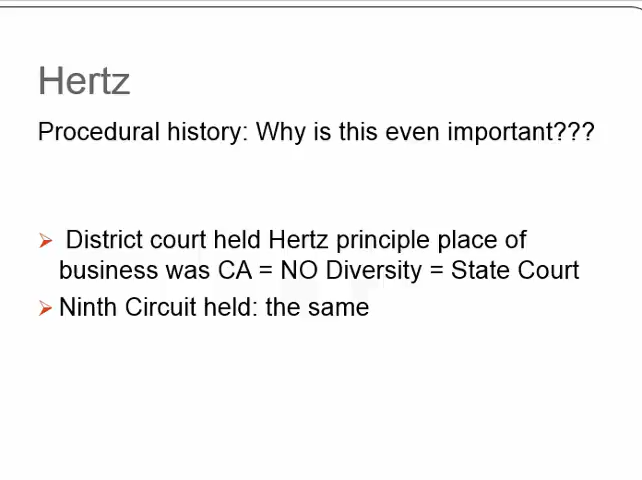 Hertz
Procedural history: Why is this even important???
District court held Hertz principle place of
business was CA = NO Diversity = State Court
Ninth Circuit held: the same